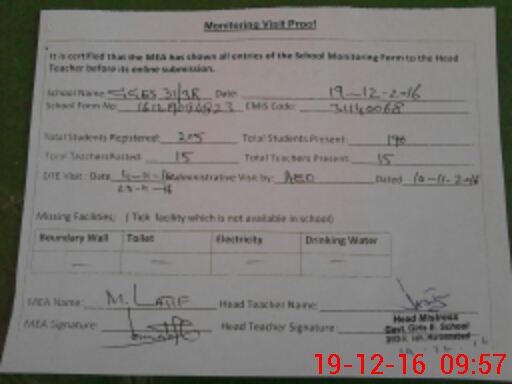 Monitoring Visit Proof
It is certified that the MEA has shown all entries of the School Monitoring Form to the Head
Teacher before its online submission.
School Name: GGES 31/3R Date: 19-12-2016
School Form No: EMIS Code: 31140068
Total Students Registered: 205 Total Students Present: 190
Total Teachers Posted: 15 Total Teachers Present: 15
DTE Visit: Date Administrative Visit by: AEO Dated 10-11-2016
Missing Facilities: ( Tick facility which is not available in school)
Boundary Wall Toilet Electricity Drinking Water
— — — —
MEA Name: M. LATIF Head Teacher Name:
MEA Signature: Head Teacher Signature:
Head Mistress
Govt. Girls E. School
19-12-16 09:57